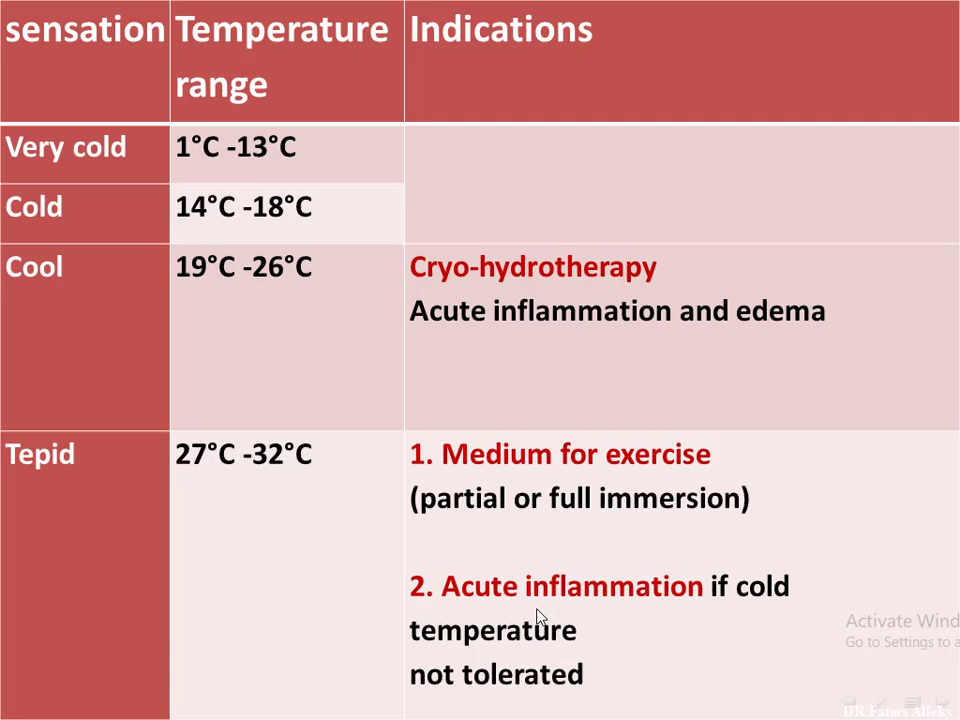 sensation Temperature range Indications
Very cold 1°C -13°C
Cold 14°C -18°C
Cool 19°C -26°C Cryo-hydrotherapy
Acute inflammation and edema
Tepid 27°C -32°C 1. Medium for exercise
(partial or full immersion)
2. Acute inflammation if cold
temperature
not tolerated
Activate Wind
Go to Settings to a
DR.Fatma Alfeky